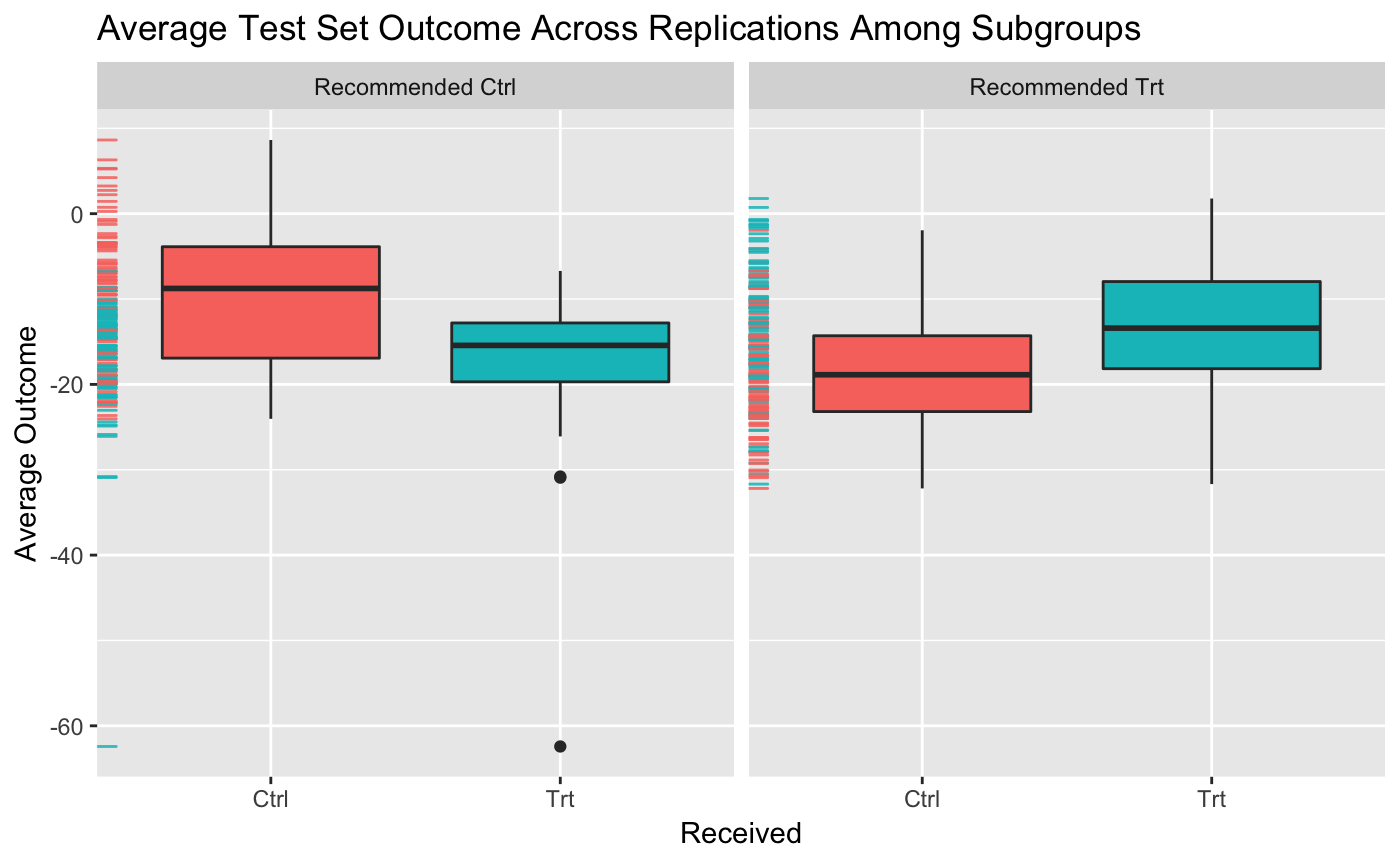 Average Test Set Outcome Across Replications Among Subgroups
Recommended Ctrl
Recommended Trt
Average Outcome
0
-20
-40
-60
Ctrl
Trt
Ctrl
Trt
Received